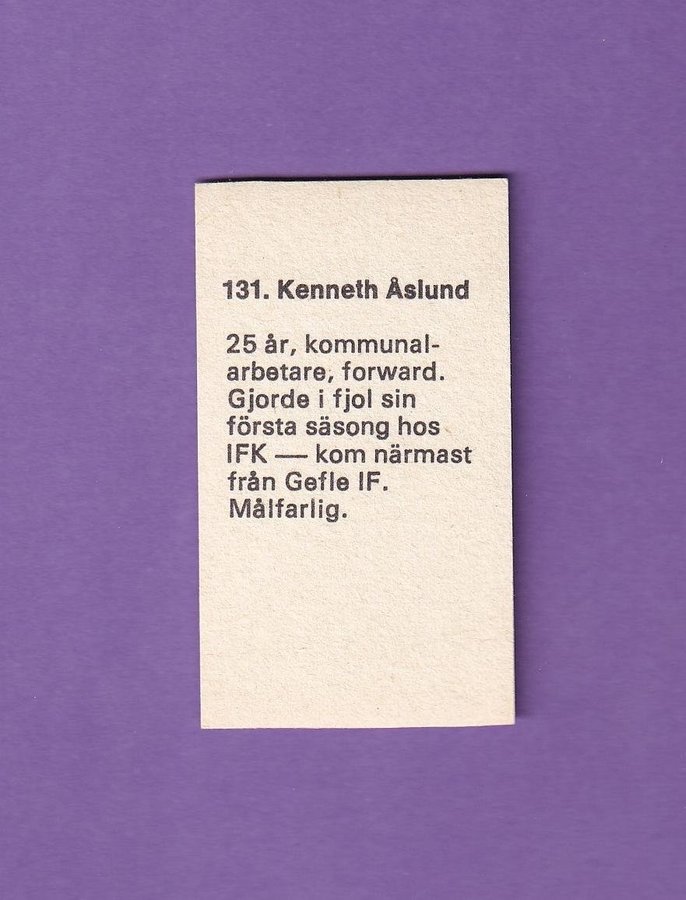 131. Kenneth Åslund
25 år, kommunal-
arbetare, forward.
Gjorde i fjol sin
första säsong hos
IFK — kom närmast
från Gefle IF.
Målfarlig.